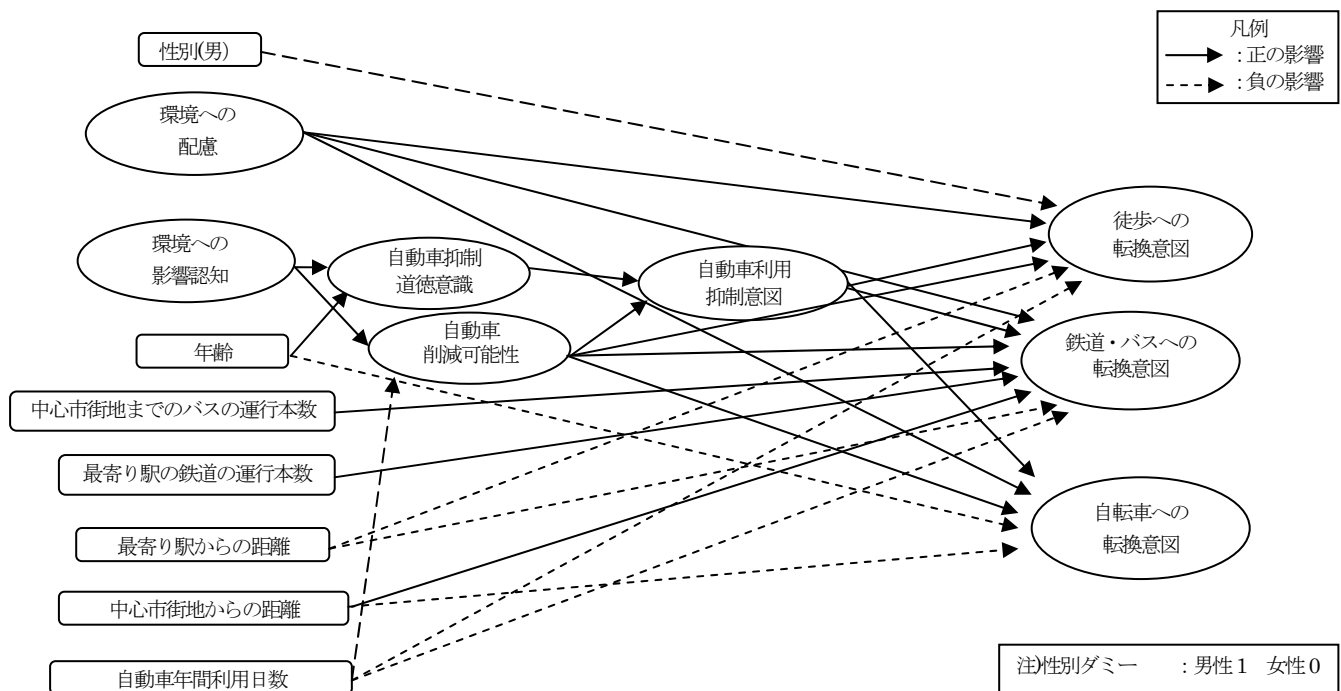 凡例
:正の影響
:負の影響
性別(男)
環境への
配慮
環境への
影響認知
自動車抑制
道徳意識
自動車
削減可能性
自動車利用
抑制意図
徒歩への
転換意図
鉄道・バスへの
転換意図
自転車への
転換意図
年齢
中心市街地までのバスの運行本数
最寄り駅の鉄道の運行本数
最寄り駅からの距離
中心市街地からの距離
自動車年間利用日数
注)性別ダミー :男性1 女性0